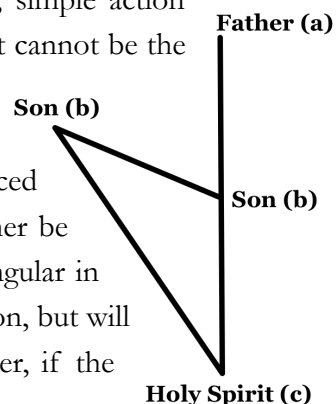 simple action
Father (a)
cannot be the
Son (b)
ced
Son (b)
her be
ngular in
on, but will
er, if the
Holy Spirit (c)